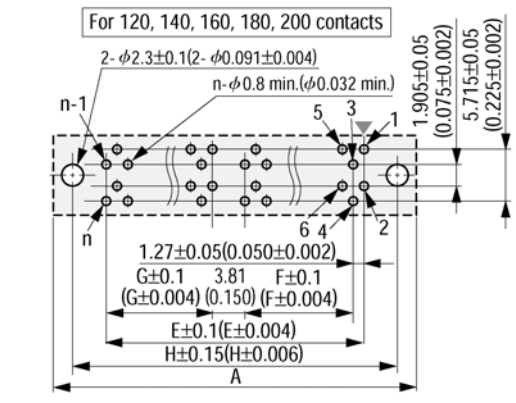 For 120, 140, 160, 180, 200 contacts
2- ϕ2.3±0.1(2- ϕ0.091±0.004)
n- ϕ0.8 min.(ϕ0.032 min.)
n-1
5
3
1
1.905±0.05
(0.075±0.002)
5.715±0.05
(0.225±0.002)
n
6
4
2
1.27±0.05(0.050±0.002)
G±0.1
3.81
F±0.1
(G±0.004)
(0.150)
(F±0.004)
E±0.1(E±0.004)
H±0.15(H±0.006)
A